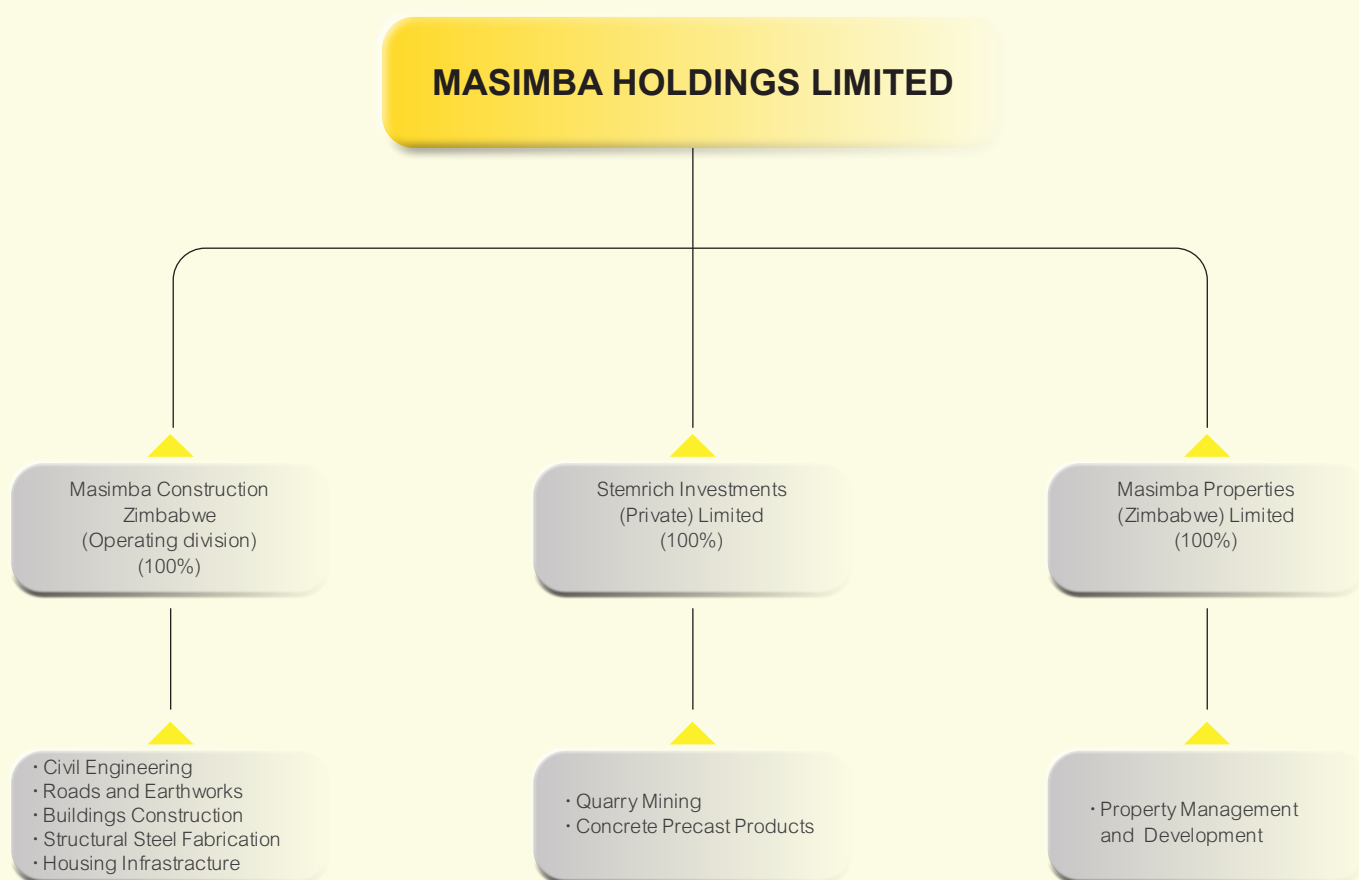 MASIMBA HOLDINGS LIMITED
Masimba Construction
Zimbabwe
(Operating division)
(100%)
Stemrich Investments
(Private) Limited
(100%)
Masimba Properties
(Zimbabwe) Limited
(100%)
· Civil Engineering
· Roads and Earthworks
· Buildings Construction
· Structural Steel Fabrication
· Housing Infrastracture
· Quarry Mining
· Concrete Precast Products
· Property Management
and Development